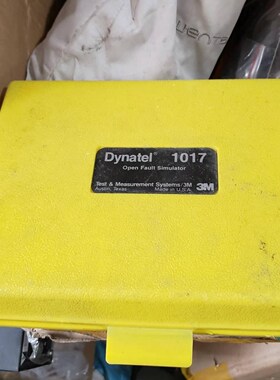 Dynatel® 1017
Open Fault Simulator
Test & Measurement Systems/3M
Austin, Texas Made in U.S.A. 3M